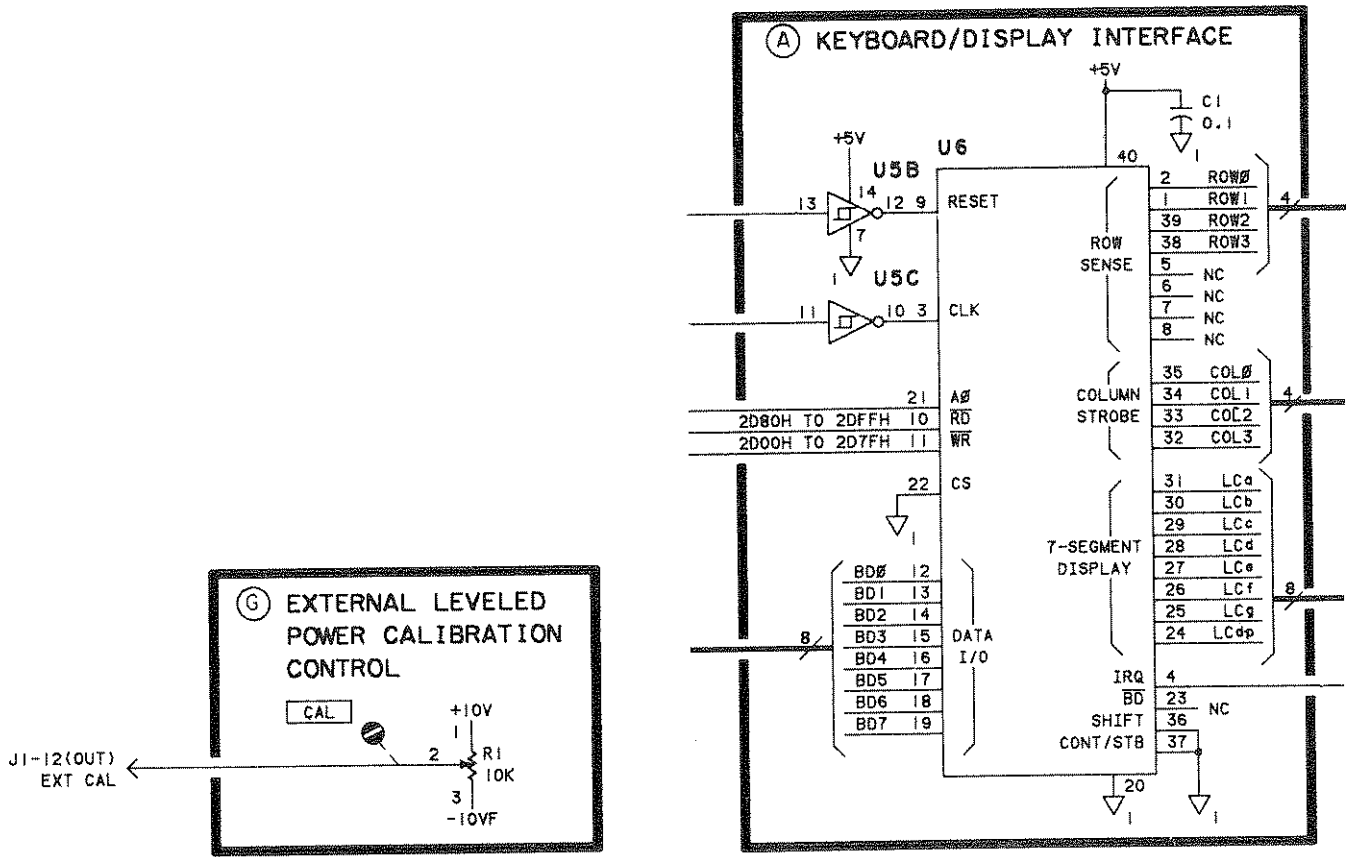 A KEYBOARD/DISPLAY INTERFACE
+5V
C1
0.1
1
+5V
U6
40
U5B
14
13
12 9 RESET
7
1
U5C
11
10 3 CLK
21 AØ
2D80H TO 2DFFH 10 RD
2D00H TO 2D7FH 11 WR
22 CS
1
8
BDØ 12
BD1 13
BD2 14
BD3 15
BD4 16
BD5 17
BD6 18
BD7 19
DATA
I/O
ROW
SENSE
2 ROWØ
1 ROW1
39 ROW2
38 ROW3
4
5 NC
6 NC
7 NC
8 NC
COLUMN
STROBE
35 COLØ
34 COL1
33 COL2
32 COL3
4
7-SEGMENT
DISPLAY
31 LCa
30 LCb
29 LCc
28 LCd
27 LCe
26 LCf
25 LCg
24 LCdp
8
IRQ 4
BD 23 NC
SHIFT 36
CONT/STB 37
20
1
1
G EXTERNAL LEVELED
POWER CALIBRATION
CONTROL
CAL
+10V
1
2
R1
10K
3
-10VF
J1-12(OUT)
EXT CAL